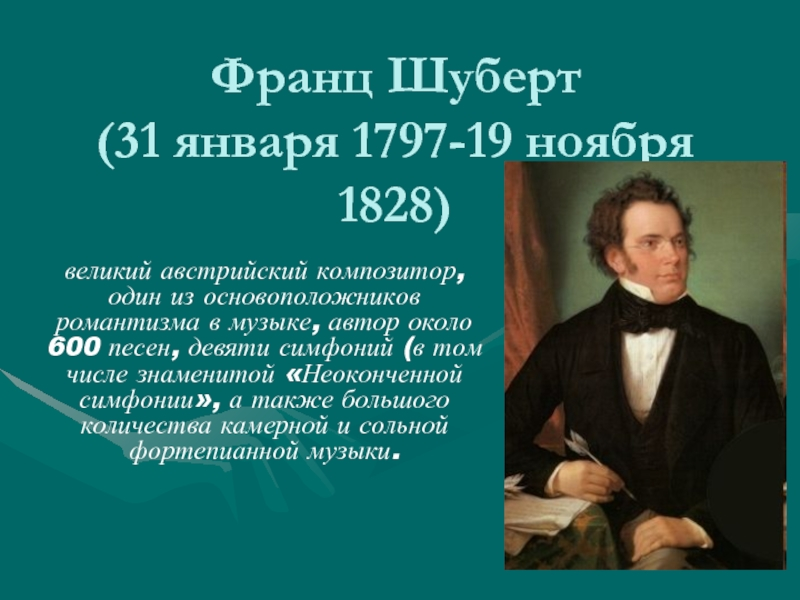 Франц Шуберт
(31 января 1797-19 ноября
1828)
великий австрийский композитор,
один из основоположников
романтизма в музыке, автор около
600 песен, девяти симфоний (в том
числе знаменитой «Неоконченной
симфонии», а также большого
количества камерной и сольной
фортепианной музыки.